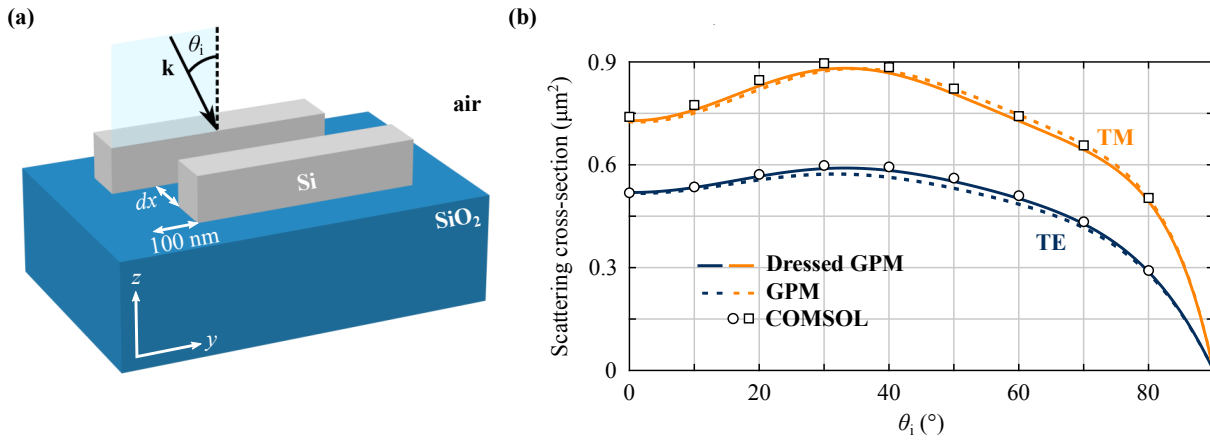 (a)
θi
k
air
Si
dx
100 nm
SiO2
z
y
(b)
Scattering cross-section (μm²)
0.9
0.6
0.3
0
TM
TE
Dressed GPM
GPM
COMSOL
0 20 40 60 80
θi (°)